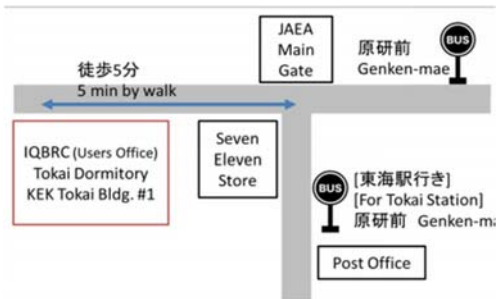 JAEA
Main
Gate
原研前
Genken-mae
BUS
徒歩5分
5 min by walk
IQBRC (Users Office)
Tokai Dormitory
KEK Tokai Bldg. #1
Seven
Eleven
Store
BUS
[東海駅行き]
[For Tokai Station]
原研前 Genken-ma
Post Office